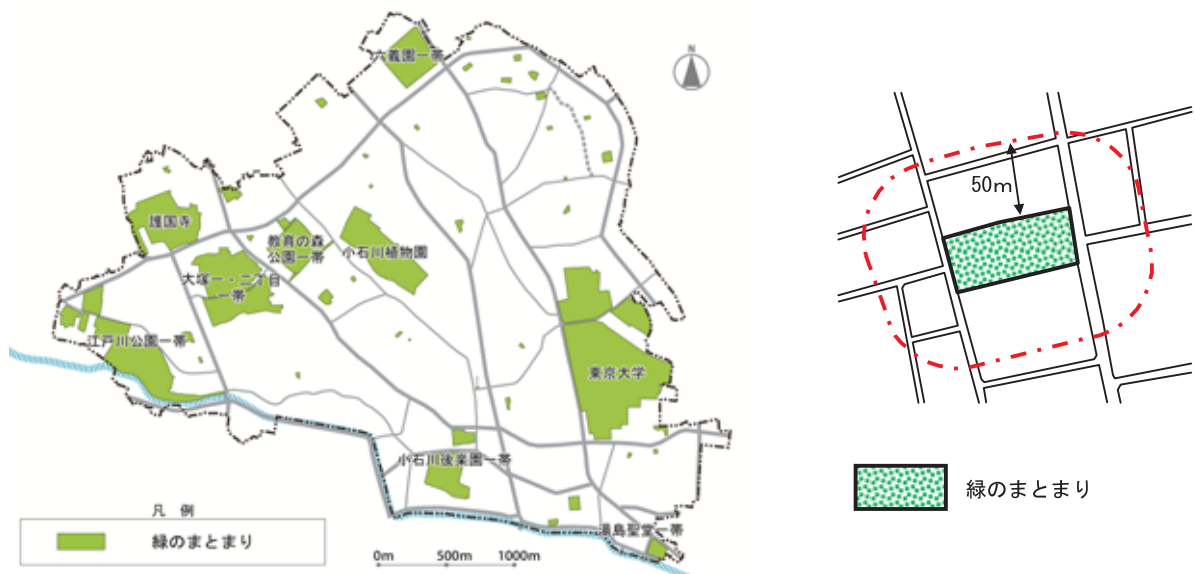 六義園一帯
N
護国寺
教育の森
公園一帯
小石川植物園
大塚一・二丁目
一帯
江戸川公園一帯
東京大学
小石川後楽園一帯
湯島聖堂一帯
凡 例
緑のまとまり
0m 500m 1000m
50m
緑のまとまり